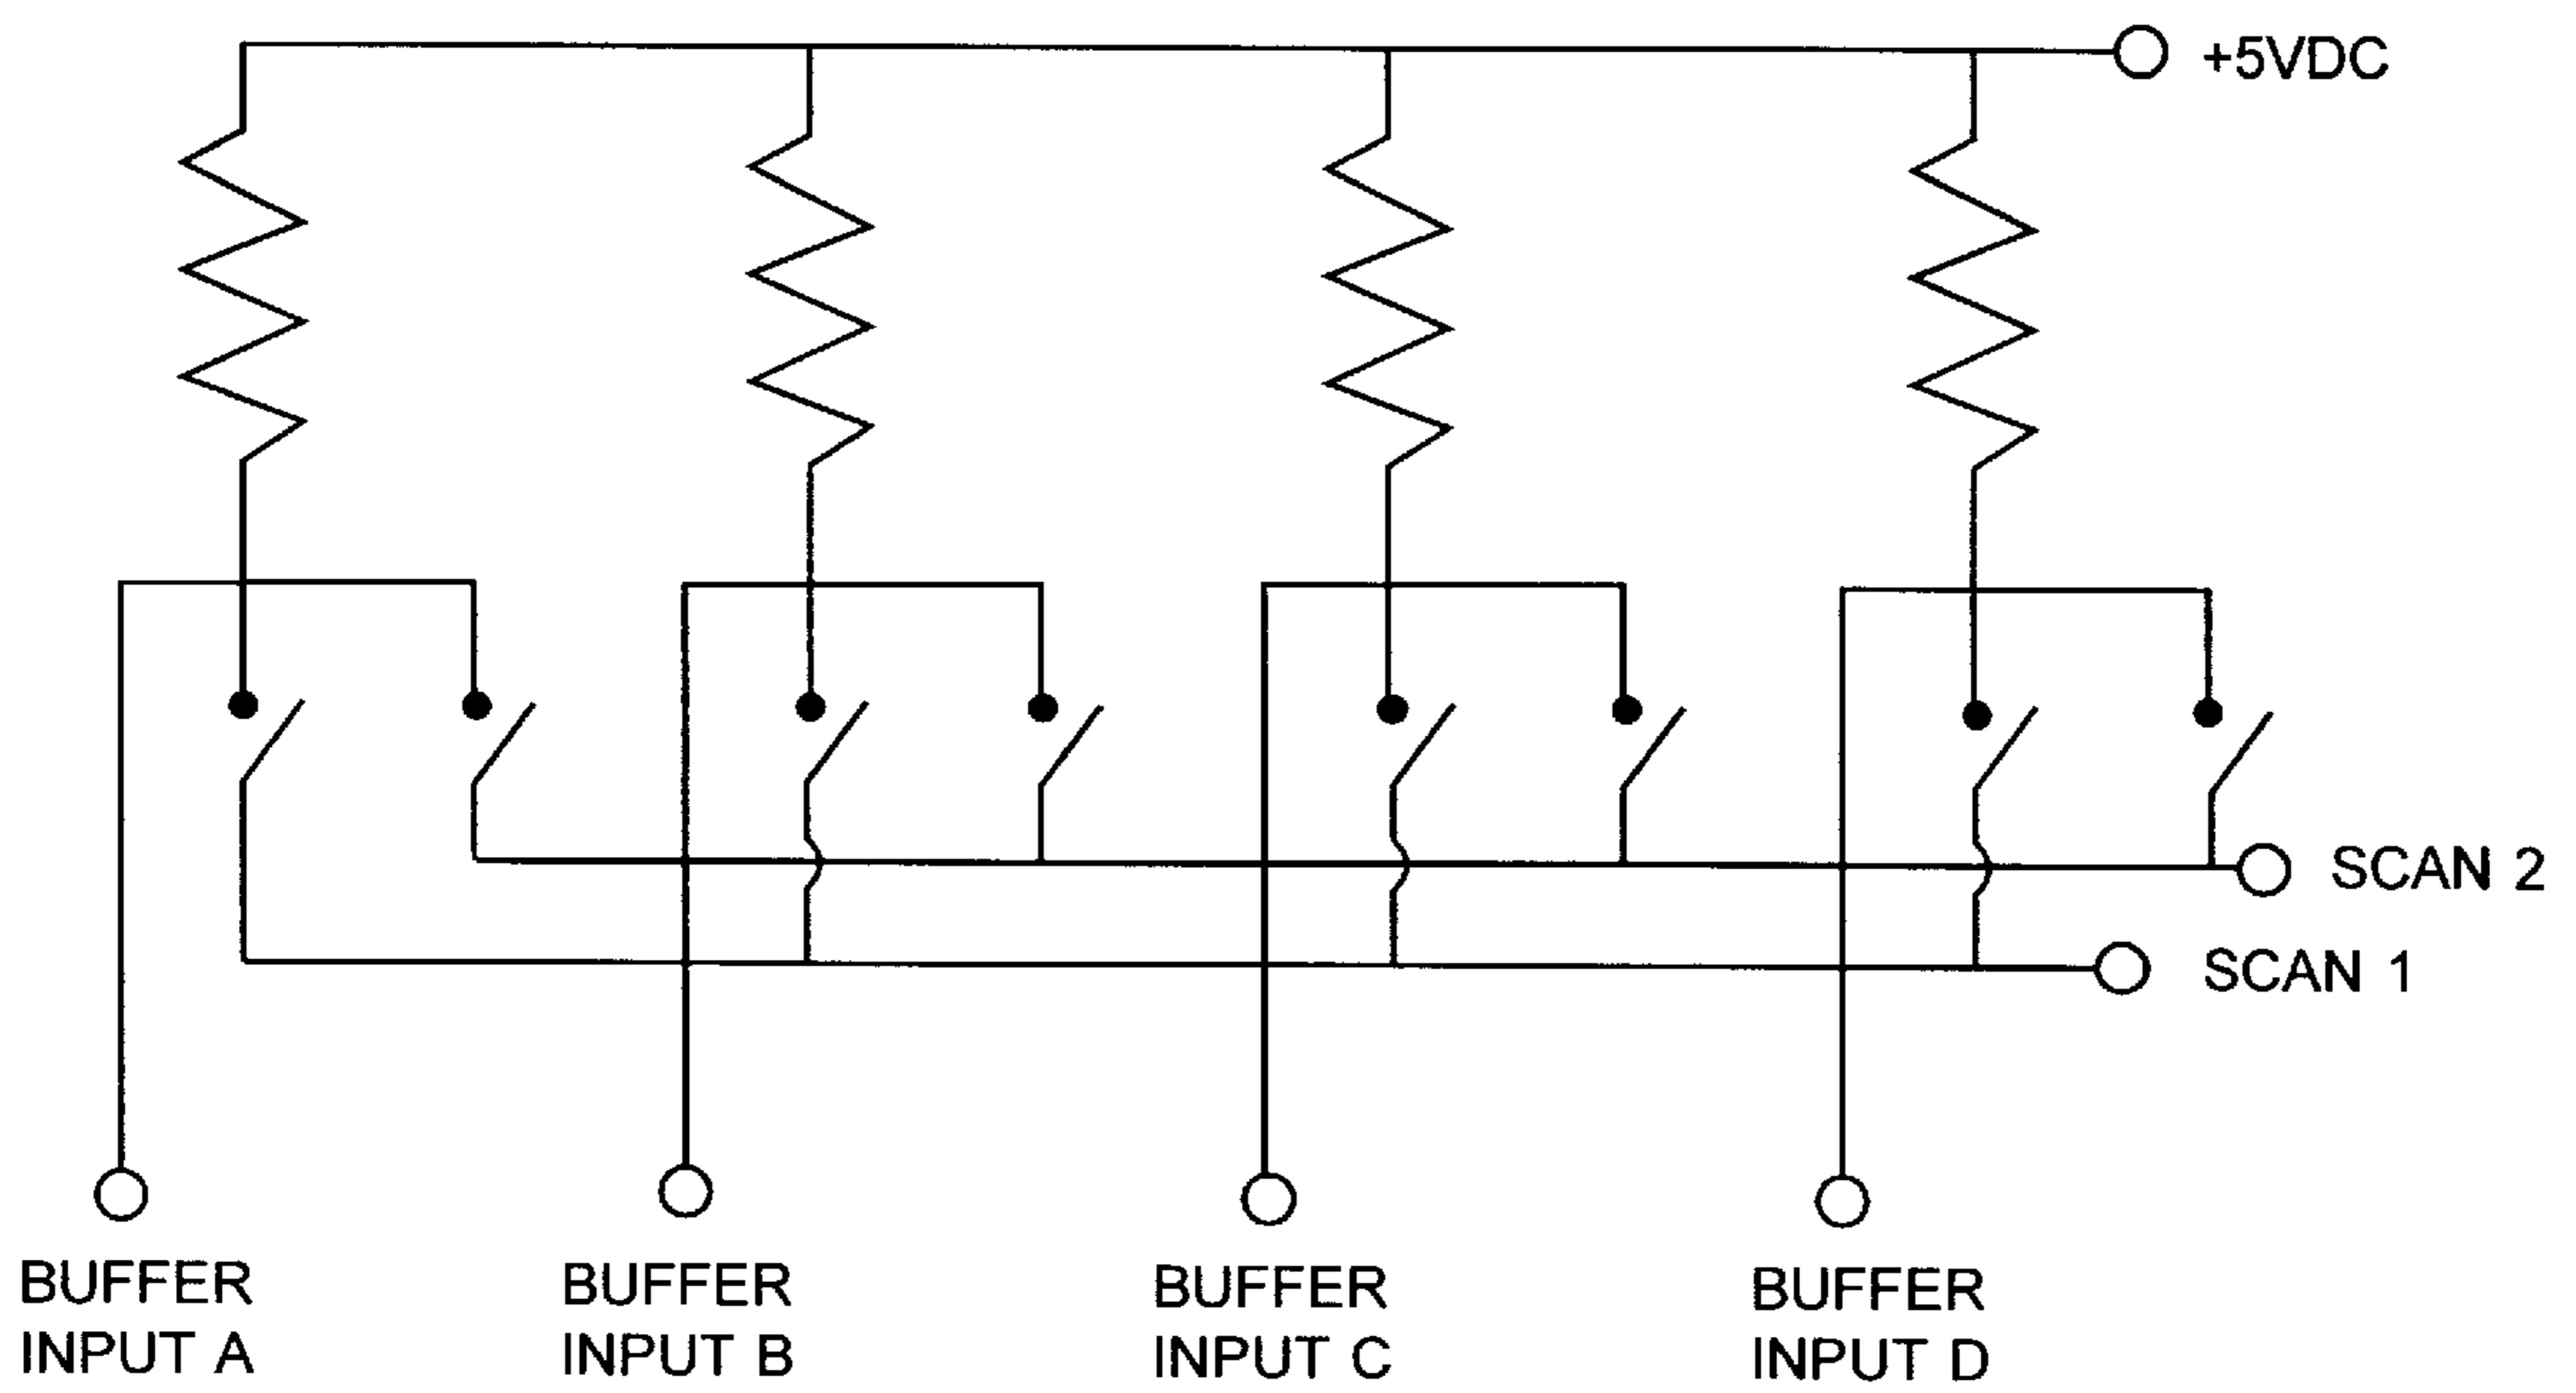 +5VDC
SCAN 2
SCAN 1
BUFFER
INPUT A
BUFFER
INPUT B
BUFFER
INPUT C
BUFFER
INPUT D